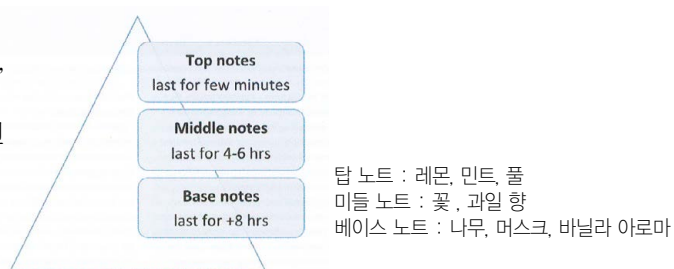 Top notes
last for few minutes
Middle notes
last for 4-6 hrs
Base notes
last for +8 hrs
탑 노트 : 레몬, 민트, 풀
미들 노트 : 꽃 , 과일 향
베이스 노트 : 나무, 머스크, 바닐라 아로마